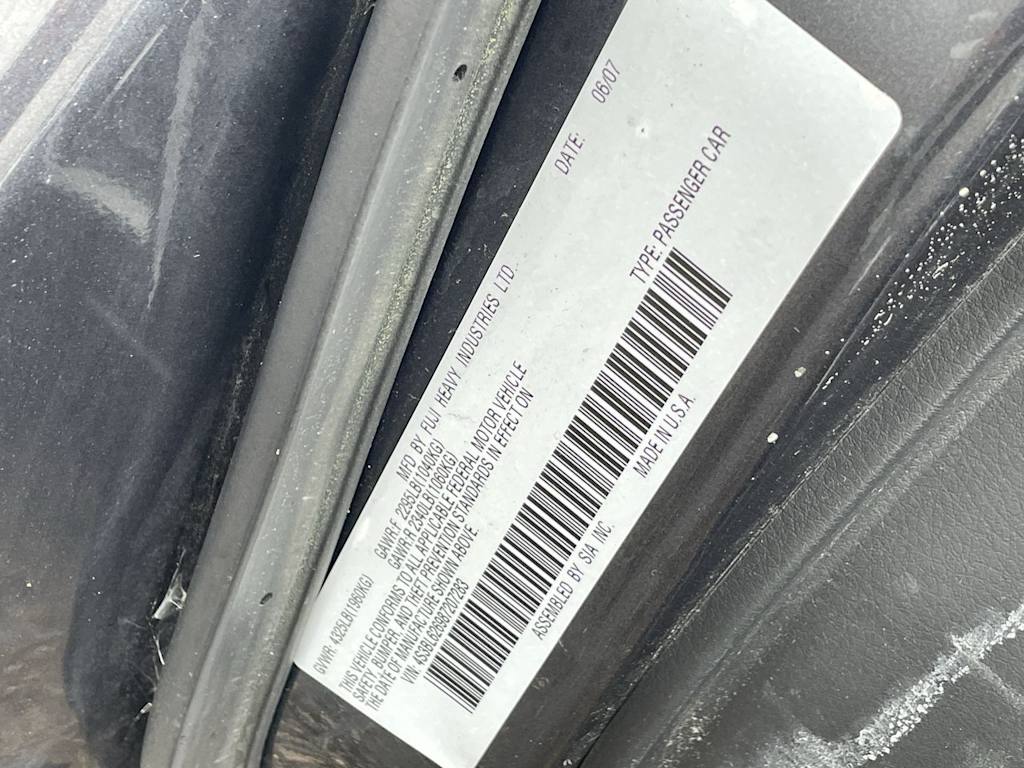 MFD BY FUJI HEAVY INDUSTRIES LTD. DATE: 06/07
GVWR: 4325LB(1960KG) GAWR-F 2295LB(1040KG)
GAWR-R 2340LB(1060KG)
THIS VEHICLE CONFORMS TO ALL APPLICABLE FEDERAL MOTOR VEHICLE
SAFETY, BUMPER, AND THEFT PREVENTION STANDARDS IN EFFECT ON
THE DATE OF MANUFACTURE SHOWN ABOVE
VIN: TYPE: PASSENGER CAR
ASSEMBLED BY SIA INC. MADE IN U.S.A.